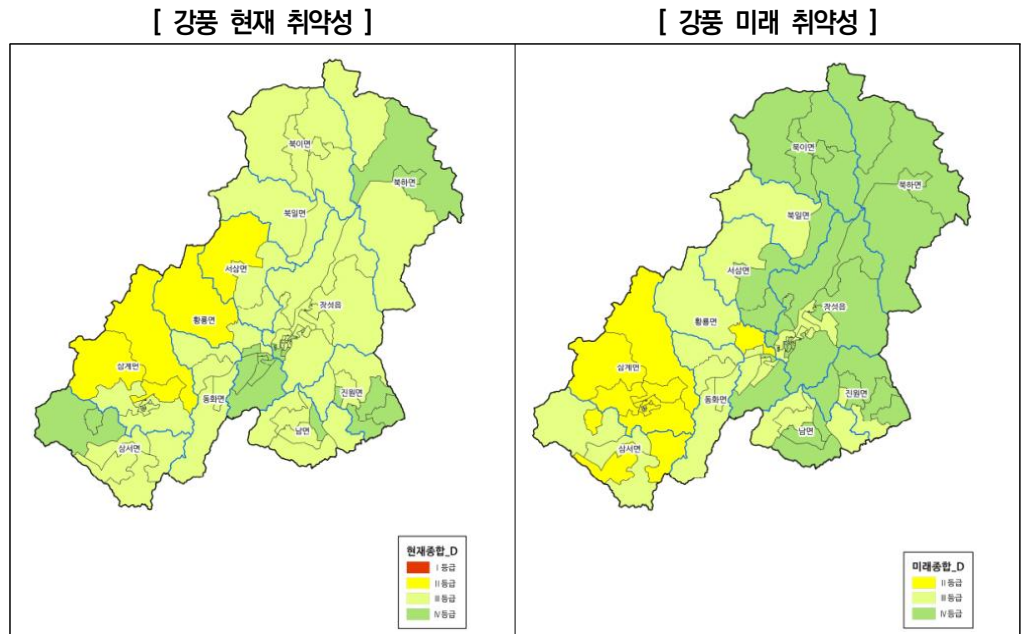 [ 강풍 현재 취약성 ]
북이면
북하면
북일면
서삼면
장성읍
황룡면
삼계면
동화면
진원면
남면
삼서면
현재종합_D
I 등급
II 등급
III 등급
IV 등급
[ 강풍 미래 취약성 ]
북이면
북하면
북일면
서삼면
장성읍
황룡면
삼계면
동화면
진원면
남면
삼서면
미래종합_D
II 등급
III 등급
IV 등급